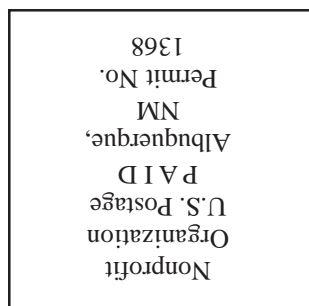 Nonprofit
Organization
U.S. Postage
P A I D
Albuquerque,
NM
Permit No.
1368